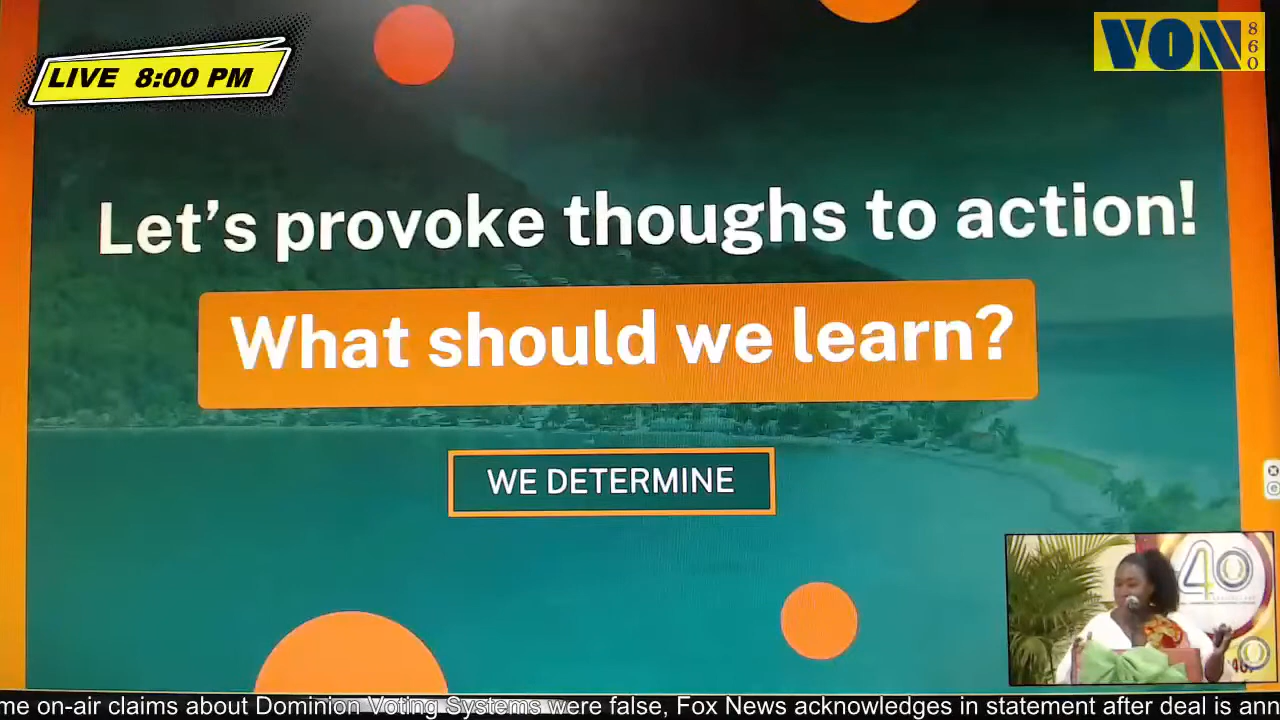 LIVE 8:00 PM
VON
860
Let's provoke thoughs to action!
What should we learn?
WE DETERMINE
40
me on-air claims about Dominion Voting Systems were false, Fox News acknowledges in statement after deal is ann